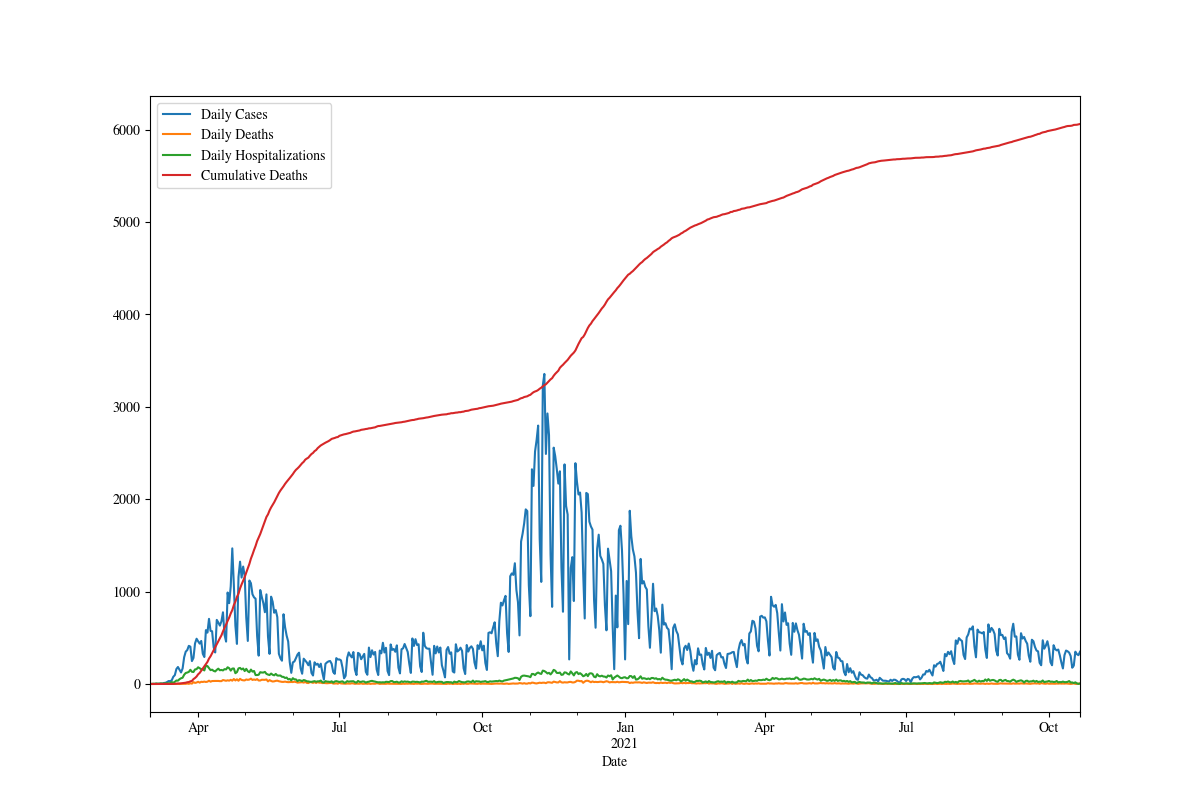 Daily Cases
Daily Deaths
Daily Hospitalizations
Cumulative Deaths
6000
5000
4000
3000
2000
1000
0
Apr Jul Oct Jan Apr Jul Oct
2021
Date